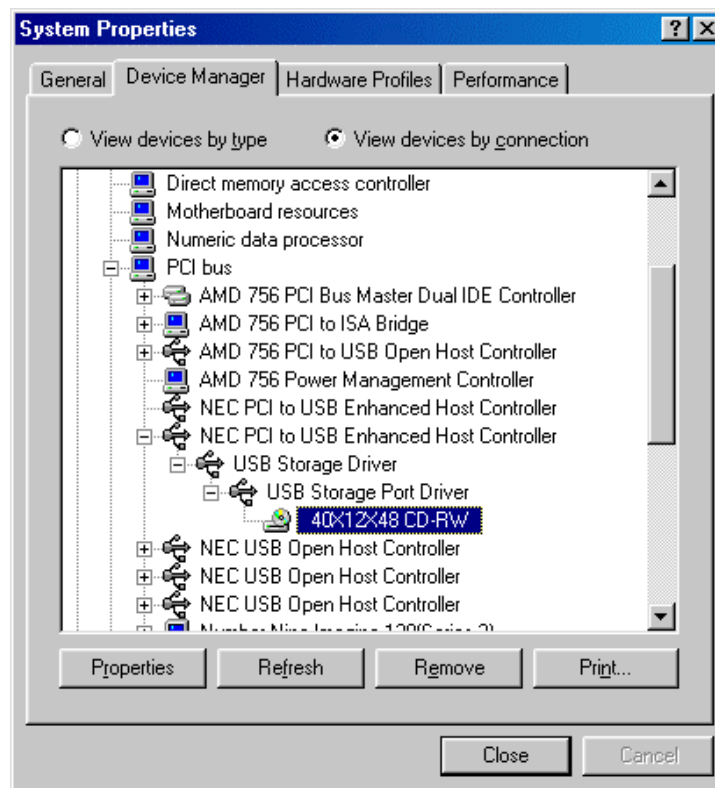 System Properties
General Device Manager Hardware Profiles Performance
View devices by type View devices by connection
Direct memory access controller
Motherboard resources
Numeric data processor
PCI bus
AMD 756 PCI Bus Master Dual IDE Controller
AMD 756 PCI to ISA Bridge
AMD 756 PCI to USB Open Host Controller
AMD 756 Power Management Controller
NEC PCI to USB Enhanced Host Controller
NEC PCI to USB Enhanced Host Controller
USB Storage Driver
USB Storage Port Driver
40X12X48 CD-RW
NEC USB Open Host Controller
NEC USB Open Host Controller
NEC USB Open Host Controller
Number Nine Imagine
Properties Refresh Remove Print...
Close Cancel